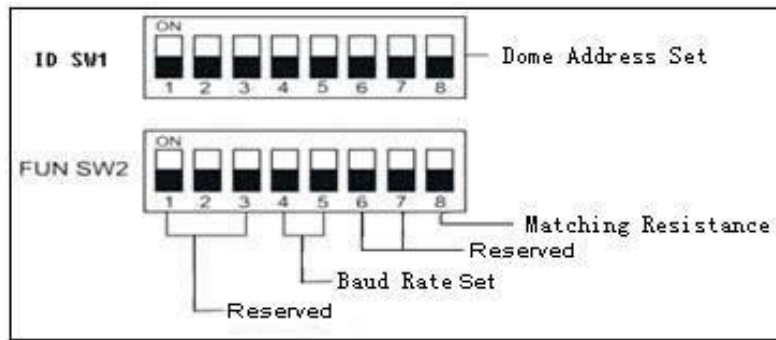 ON
ID SW1
Dome Address Set
1 2 3 4 5 6 7 8
ON
FUN SW2
1 2 3 4 5 6 7 8
Matching Resistance
Reserved
Baud Rate Set
Reserved